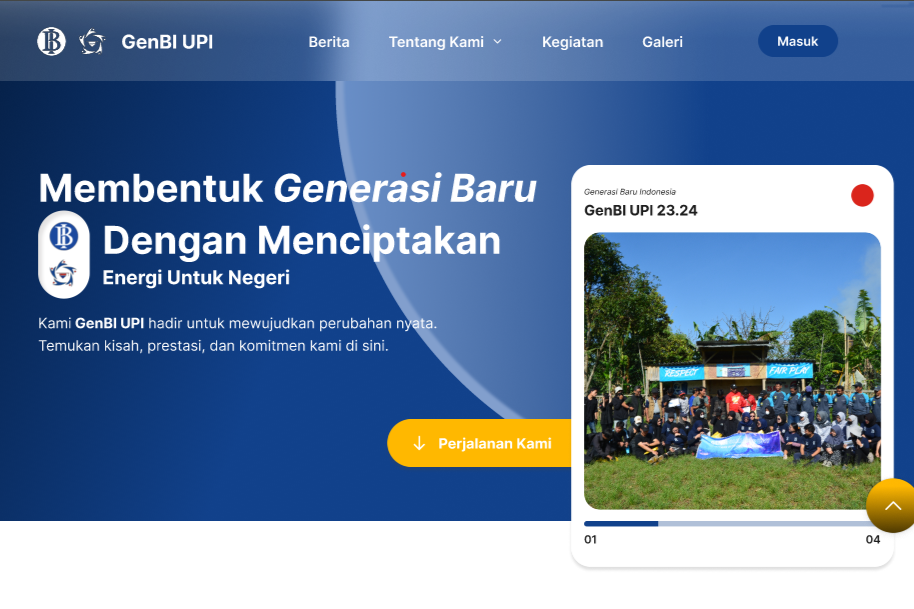 GenBI UPI
Berita
Tentang Kami
Kegiatan
Galeri
Masuk
Membentuk Generasi Baru
Dengan Menciptakan
Energi Untuk Negeri
Kami GenBI UPI hadir untuk mewujudkan perubahan nyata.
Temukan kisah, prestasi, dan komitmen kami di sini.
Perjalanan Kami
Generasi Baru Indonesia
GenBI UPI 23.24
RESPECT
FAIR PLAY
01
04